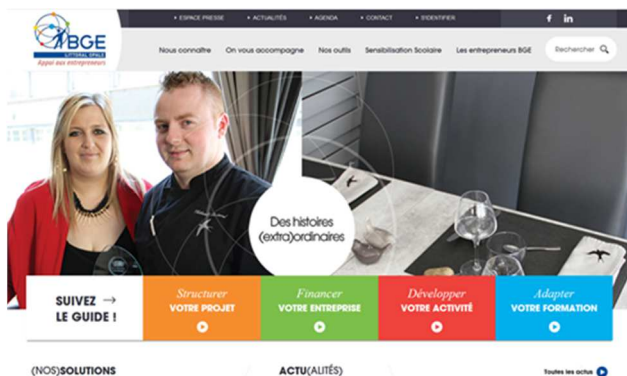 ESPACE PRESSE
ACTUALITÉS
AGENDA
CONTACT
S'IDENTIFIER
f in
BGE
LITTORAL OPALE
Appui aux entrepreneurs
Nous connaître
On vous accompagne
Nos outils
Sensibilisation Scolaire
Les entrepreneurs BGE
Rechercher
Des histoires
(extra)ordinaires
SUIVEZ →
LE GUIDE !
Structurer
VOTRE PROJET
Financer
VOTRE ENTREPRISE
Développer
VOTRE ACTIVITÉ
Adapter
VOTRE FORMATION
(NOS)SOLUTIONS
ACTU(ALITÉS)
Toutes les actus